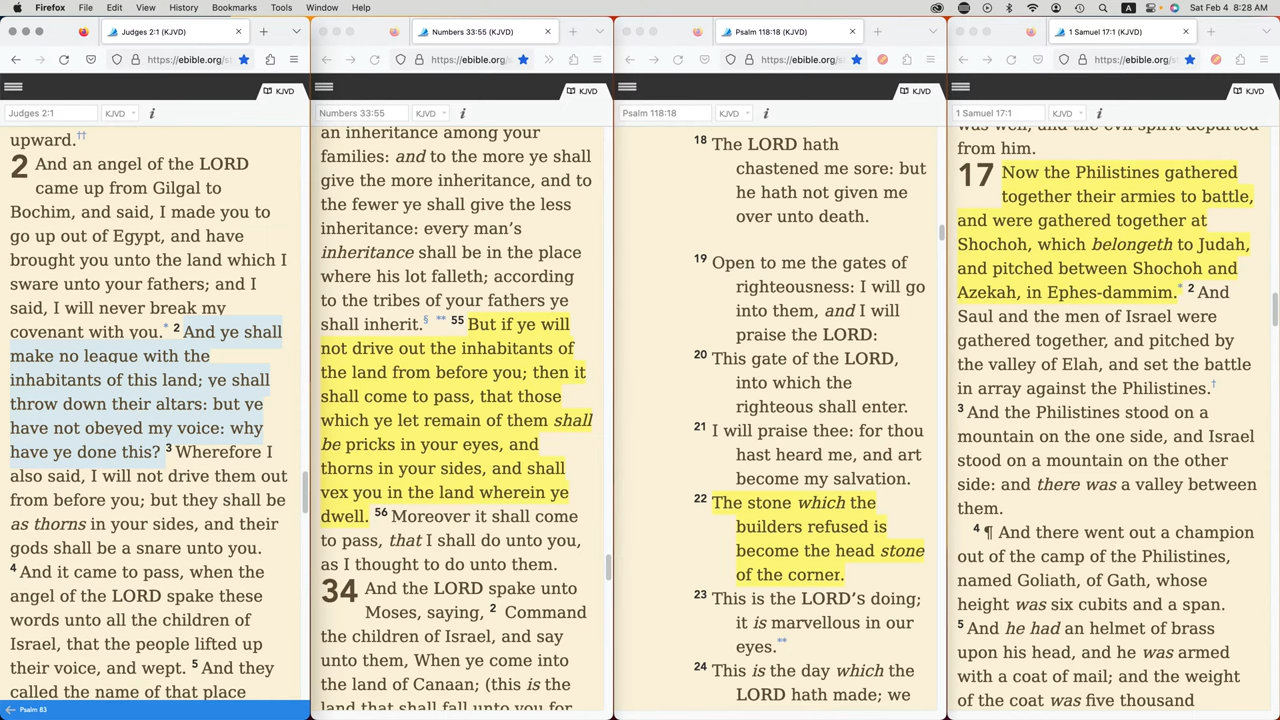 Firefox File Edit View History Bookmarks Tools Window Help A Sat Feb 4 8:28 AM
Judges 2:1 (KJVD)
https://ebible.org/
KJVD
Judges 2:1 KJVD i
upward.††
2 And an angel of the LORD
came up from Gilgal to
Bochim, and said, I made you to
go up out of Egypt, and have
brought you unto the land which I
sware unto your fathers; and I
said, I will never break my
covenant with you.* 2 And ye shall
make no league with the
inhabitants of this land; ye shall
throw down their altars: but ye
have not obeyed my voice: why
have ye done this? 3 Wherefore I
also said, I will not drive them out
from before you; but they shall be
as thorns in your sides, and their
gods shall be a snare unto you.
4 And it came to pass, when the
angel of the LORD spake these
words unto all the children of
Israel, that the people lifted up
their voice, and wept. 5 And they
called the name of that place
Psalm 83
Numbers 33:55 (KJVD)
https://ebible.org/s
KJVD
Numbers 33:55 KJVD i
an inheritance among your
families: and to the more ye shall
give the more inheritance, and to
the fewer ye shall give the less
inheritance: every man's
inheritance shall be in the place
where his lot falleth; according
to the tribes of your fathers ye
shall inherit.§ ** 55 But if ye will
not drive out the inhabitants of
the land from before you; then it
shall come to pass, that those
which ye let remain of them shall
be pricks in your eyes, and
thorns in your sides, and shall
vex you in the land wherein ye
dwell. 56 Moreover it shall come
to pass, that I shall do unto you,
as I thought to do unto them.
34 And the LORD spake unto
Moses, saying, 2 Command
the children of Israel, and say
unto them, When ye come into
the land of Canaan; (this is the
land that shall fall unto you for
Psalm 118:18 (KJVD)
https://ebible.org/s
KJVD
Psalm 118:18 KJVD i
18 The LORD hath
chastened me sore: but
he hath not given me
over unto death.
19 Open to me the gates of
righteousness: I will go
into them, and I will
praise the LORD:
20 This gate of the LORD,
into which the
righteous shall enter.
21 I will praise thee: for thou
hast heard me, and art
become my salvation.
22 The stone which the
builders refused is
become the head stone
of the corner.
23 This is the LORD'S doing;
it is marvellous in our
eyes.**
24 This is the day which the
LORD hath made; we
1 Samuel 17:1 (KJVD)
https://ebible.org/s
KJVD
1 Samuel 17:1 KJVD i
was well, and the evil spirit departed
from him.
17 Now the Philistines gathered
together their armies to battle,
and were gathered together at
Shochoh, which belongeth to Judah,
and pitched between Shochoh and
Azekah, in Ephes-dammim.* 2 And
Saul and the men of Israel were
gathered together, and pitched by
the valley of Elah, and set the battle
in array against the Philistines.†
3 And the Philistines stood on a
mountain on the one side, and Israel
stood on a mountain on the other
side: and there was a valley between
them.
4 ¶ And there went out a champion
out of the camp of the Philistines,
named Goliath, of Gath, whose
height was six cubits and a span.
5 And he had an helmet of brass
upon his head, and he was armed
with a coat of mail; and the weight
of the coat was five thousand